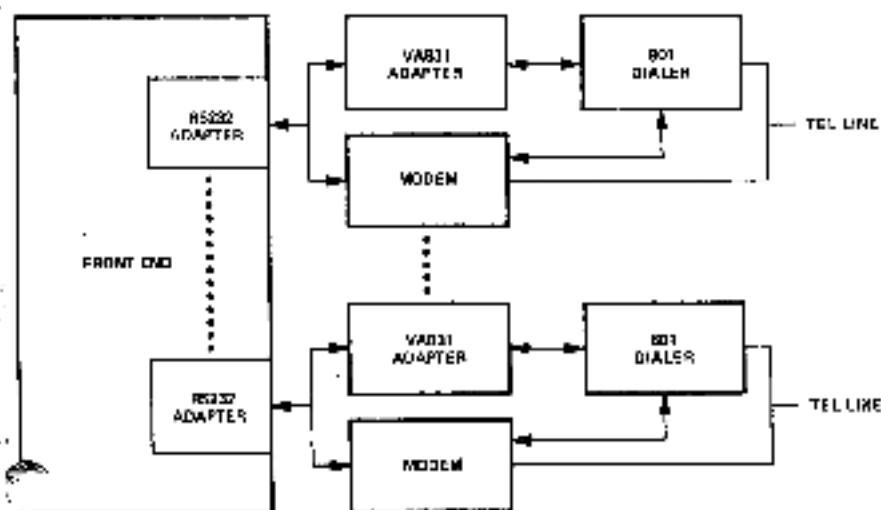 VA831
ADAPTER
801
DIALER
RS232
ADAPTER
TEL LINE
MODEM
FRONT END
VA831
ADAPTER
801
DIALER
RS232
ADAPTER
TEL LINE
MODEM